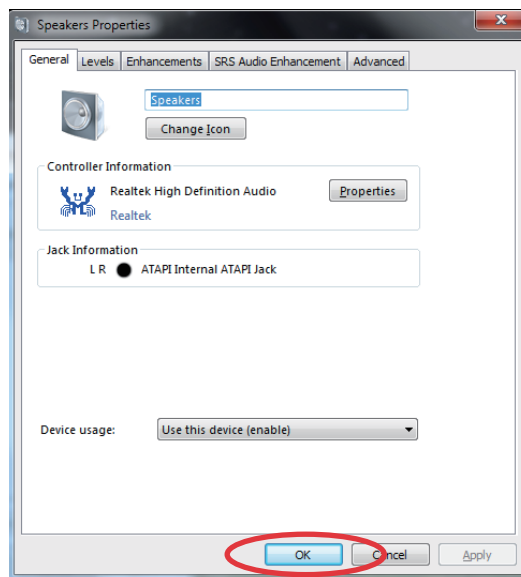 Speakers Properties
General Levels Enhancements SRS Audio Enhancement Advanced
Speakers
Change Icon
Controller Information
Realtek High Definition Audio Properties
Realtek
Jack Information
L R ATAPI Internal ATAPI Jack
Device usage: Use this device (enable)
OK Cancel Apply